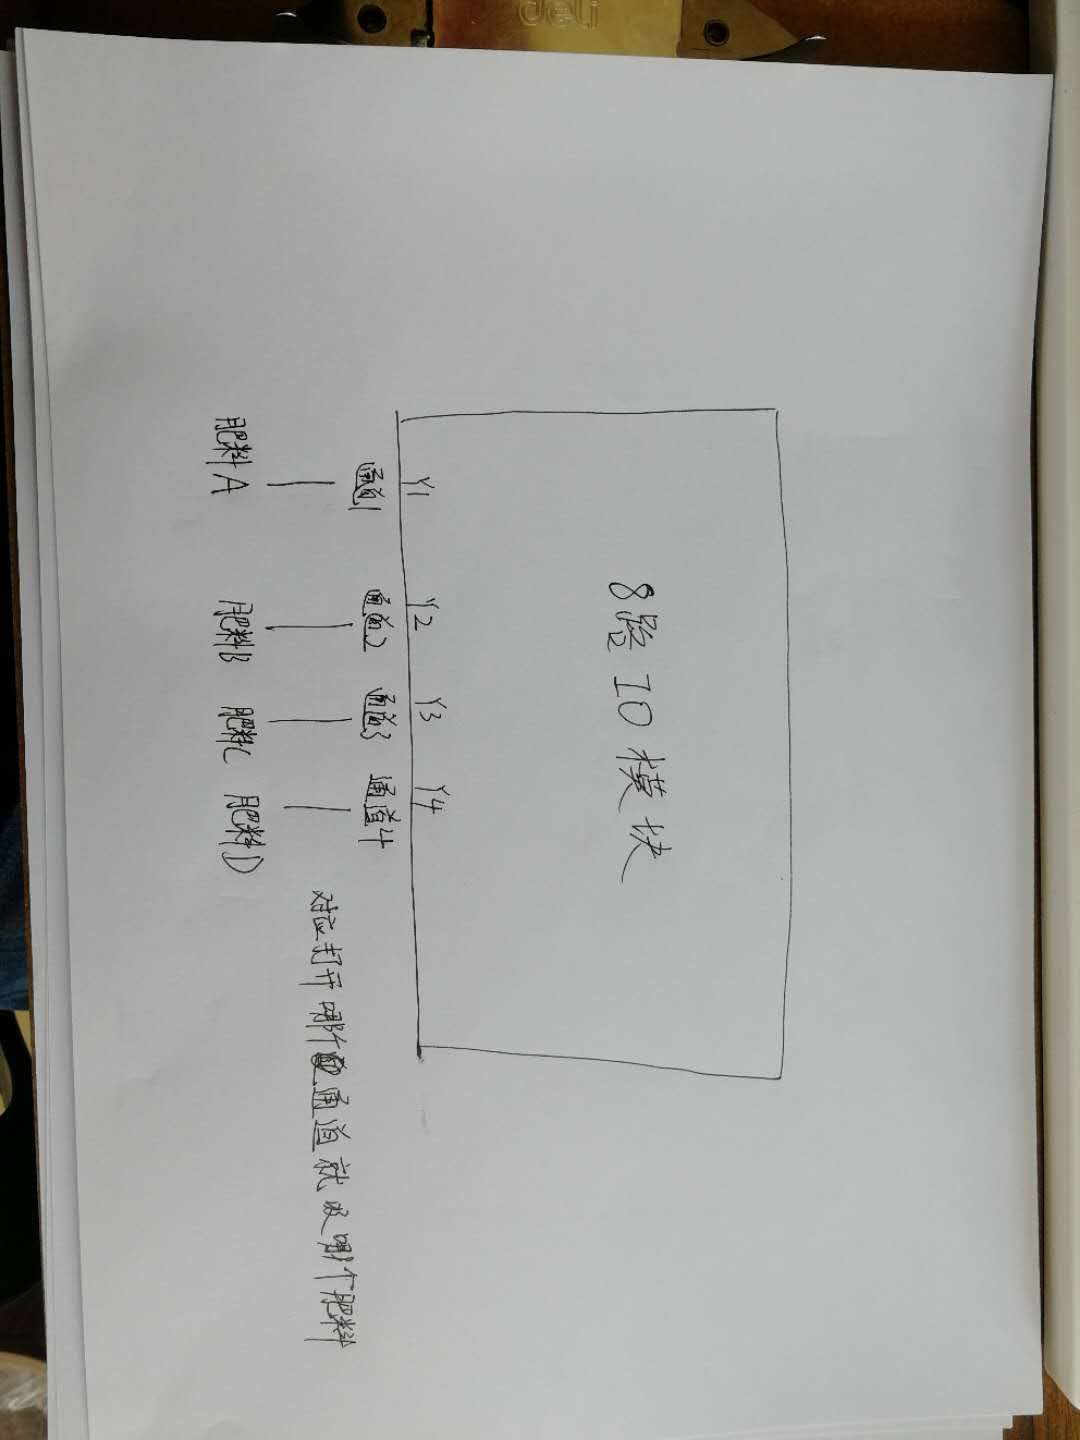 deli
8路IO模块
Y1 Y2 Y3 Y4
通道1 通道2 通道3 通道4
肥料A 肥料B 肥料C 肥料D
对应打开哪个通道就吸哪个肥料